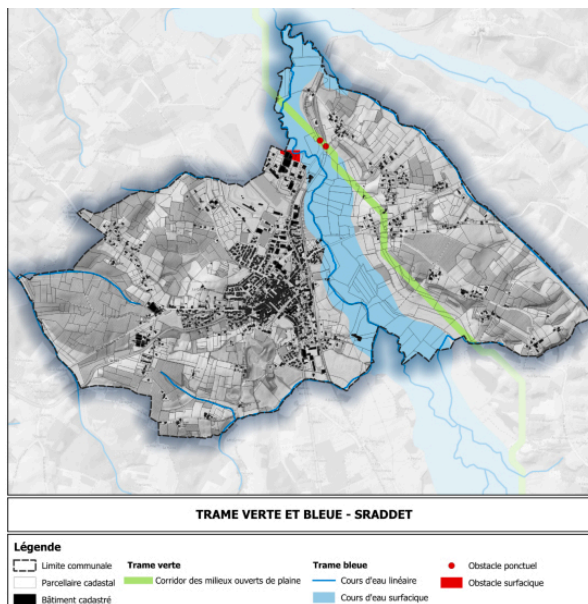 TRAME VERTE ET BLEUE - SRADDET
Légende
Limite communale
Parcellaire cadastal
Bâtiment cadastré
Trame verte
Corridor des milieux ouverts de plaine
Trame bleue
Cours d'eau linéaire
Cours d'eau surfacique
Obstacle ponctuel
Obstacle surfacique